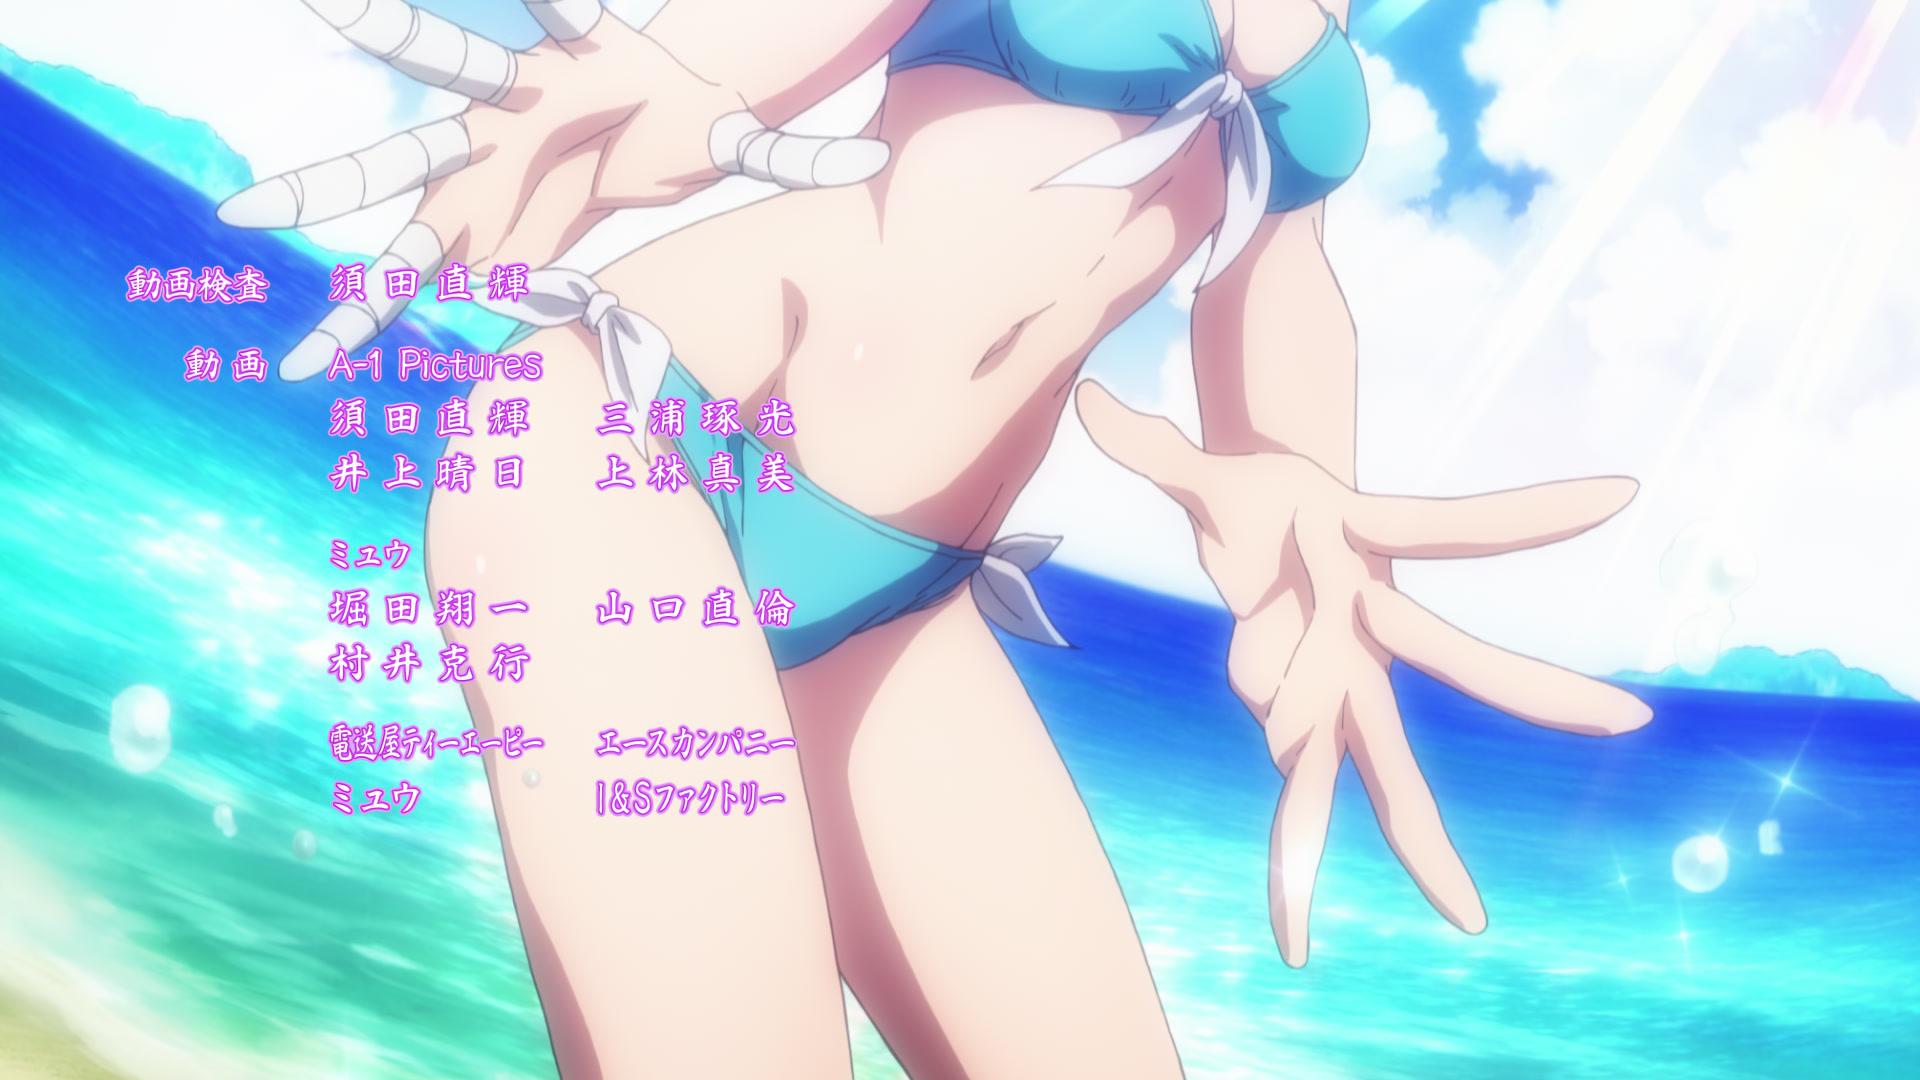 動画検査 須田直輝
動画 A-1 Pictures
須田直輝 三浦琢光
井上晴日 上林真美
ミュウ
堀田翔一 山口直倫
村井克行
電送屋ティーエーピー エースカンパニー
ミュウ I&Sファクトリー